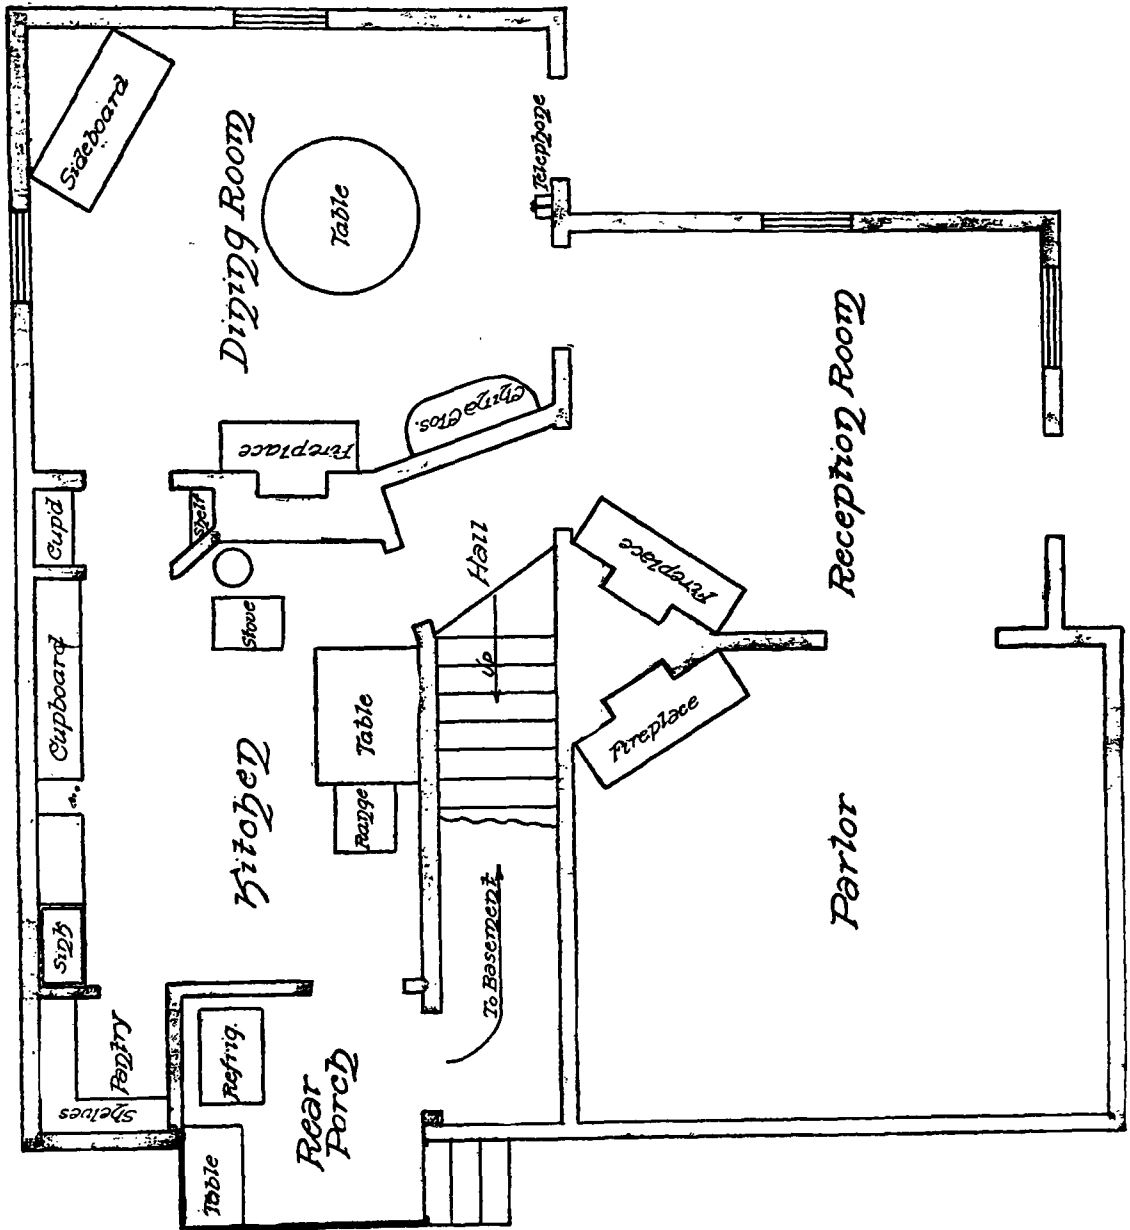 Sideboard
Dining Room
Table
Telephone
Fireplace
China Clos.
Shelf
Cup'd
Cupboard
Stove
Hall
Up
Table
Range
Kitchen
Sink
Reception Room
Fireplace
Fireplace
Parlor
To Basement
Pantry
Shelves
Refrig.
Rear
Porch
Table